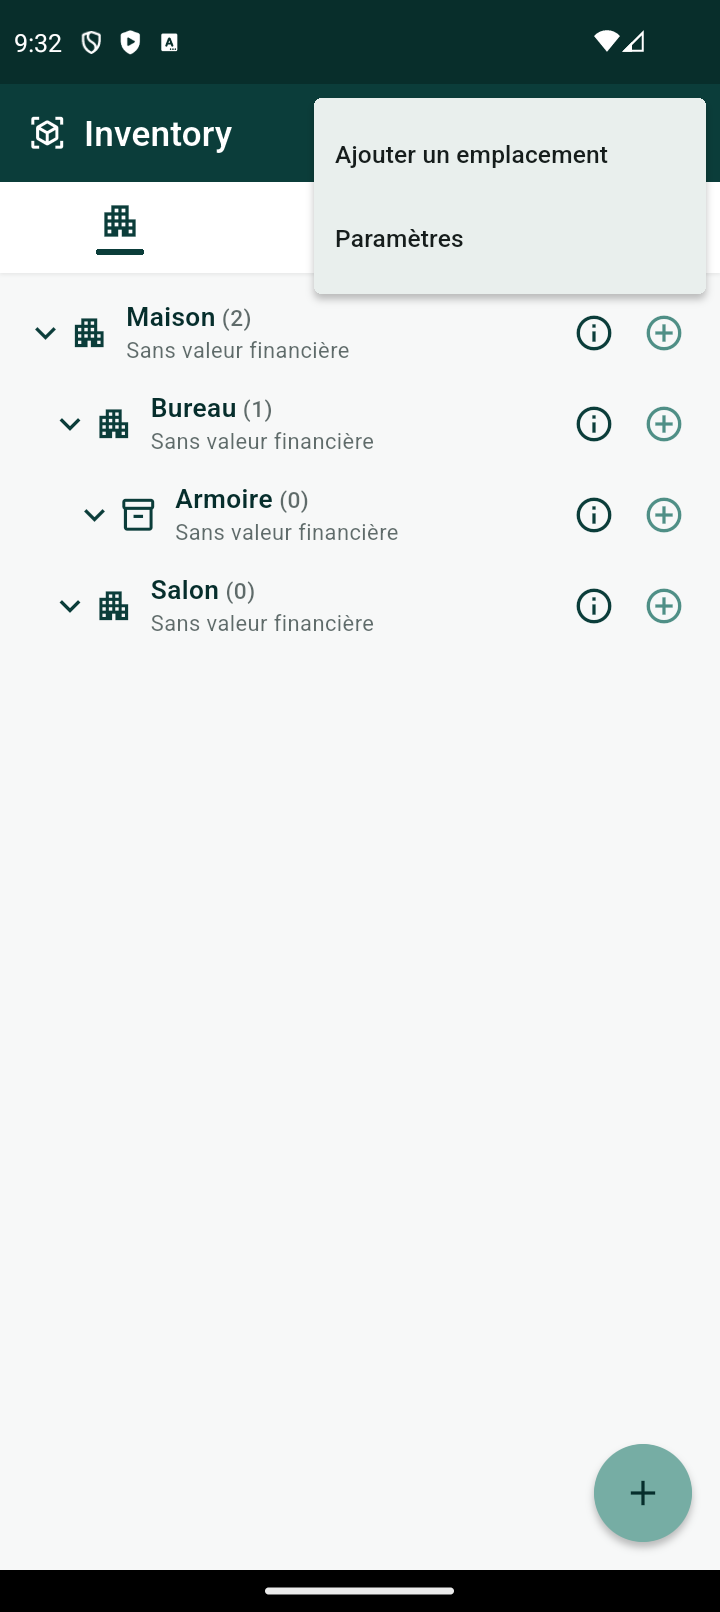 9:32
Inventory
Ajouter un emplacement
Paramètres
Maison (2)
Sans valeur financière
Bureau (1)
Sans valeur financière
Armoire (0)
Sans valeur financière
Salon (0)
Sans valeur financière